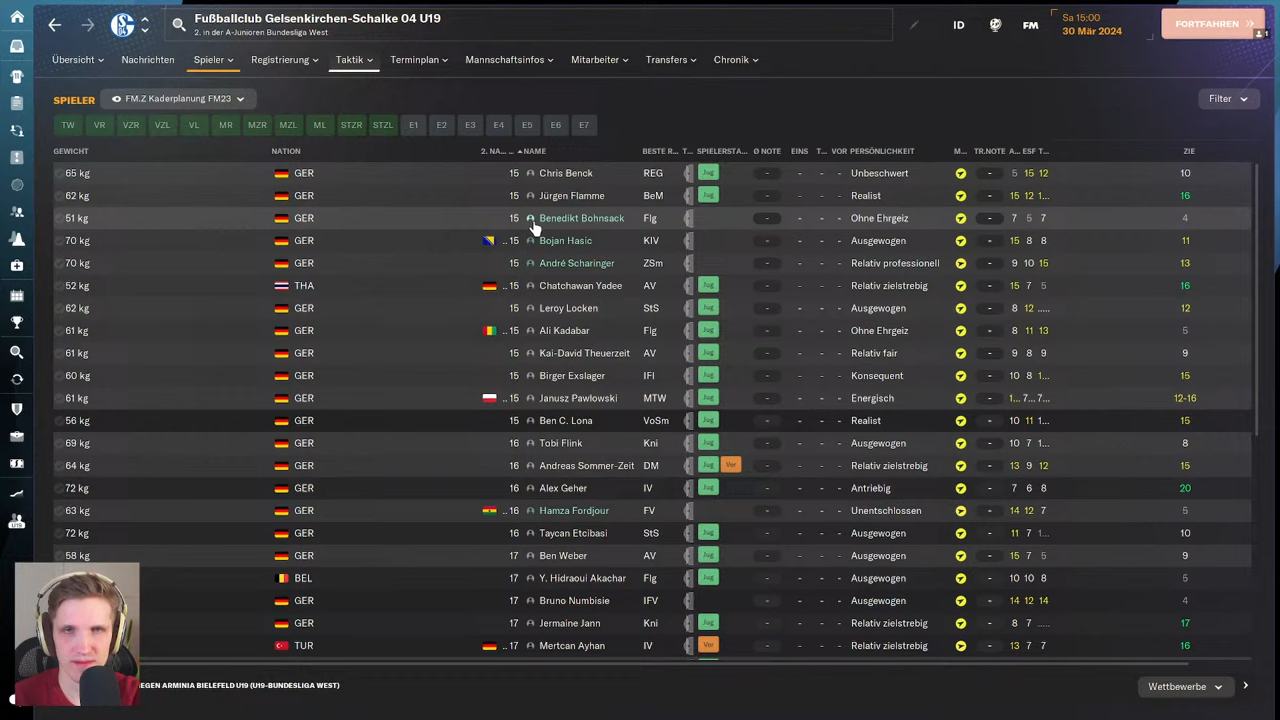 Fußballclub Gelsenkirchen-Schalke 04 U19
2. in der A-Junioren Bundesliga West
ID
FM
Sa 15:00
30 Mär 2024
FORTFAHREN
1
Übersicht
Nachrichten
Spieler
Registrierung
Taktik
Terminplan
Mannschaftsinfos
Mitarbeiter
Transfers
Chronik
SPIELER
FM.Z Kaderplanung FM23
Filter
TW VR VZR VZL VL MR MZR MZL ML STZR STZL E1 E2 E3 E4 E5 E6 E7
GEWICHT NATION 2. NA... ... NAME BESTE R... T... SPIELERSTA... Ø NOTE EINS T... VOR PERSÖNLICHKEIT M... TR.NOTE A... ESF T... ZIE
65 kg GER 15 Chris Benck REG Jug - - - - Unbeschwert - 5 15 12 10
62 kg GER 15 Jürgen Flamme BeM Jug - - - - Realist - 15 12 1... 16
51 kg GER 15 Benedikt Bohnsack Flg - - - - Ohne Ehrgeiz - 7 5 7 4
70 kg GER .. 15 Bojan Hasic KIV - - - - Ausgewogen - 15 8 8 11
70 kg GER 15 André Scharinger ZSm - - - - Relativ professionell - 9 10 15 13
52 kg THA .. 15 Chatchawan Yadee AV Jug - - - - Relativ zielstrebig - 15 7 5 16
62 kg GER 15 Leroy Locken StS Jug - - - - Ausgewogen - 8 12 ..... 12
61 kg GER .. 15 Ali Kadabar Flg Jug - - - - Ohne Ehrgeiz - 8 11 13 5
61 kg GER 15 Kai-David Theuerzeit AV Jug - - - - Relativ fair - 9 8 9 9
60 kg GER 15 Birger Exslager IFl Jug - - - - Konsequent - 10 8 1... 15
61 kg GER .. 15 Janusz Pawlowski MTW Jug - - - - Energisch - 1... 7... 7... 12-16
56 kg GER 15 Ben C. Lona VoSm Jug - - - - Realist - 10 11 1... 15
69 kg GER 16 Tobi Flink Kni Jug - - - - Ausgewogen - 10 7 1... 8
64 kg GER 16 Andreas Sommer-Zeit DM Jug Ver - - - - Relativ zielstrebig - 13 9 12 15
72 kg GER 16 Alex Geher IV Jug - - - - Antriebig - 7 6 8 20
63 kg GER .. 16 Hamza Fordjour FV - - - - Unentschlossen - 14 12 7 5
72 kg GER 16 Taycan Etcibasi StS Jug - - - - Ausgewogen - 11 7 1... 10
58 kg GER 17 Ben Weber AV Jug - - - - Ausgewogen - 15 7 5 9
BEL 17 Y. Hidraoui Akachar Flg Jug - - - - Ausgewogen - 10 10 8 5
GER 17 Bruno Numbisie IFV - - - - Ausgewogen - 14 12 14 4
GER 17 Jermaine Jann Kni Jug - - - - Relativ zielstrebig - 8 7 ..... 17
TUR .. 17 Mertcan Ayhan IV Ver - - - - Relativ zielstrebig - 13 7 7 16
GEGEN ARMINIA BIELEFELD U19 (U19-BUNDESLIGA WEST)
Wettbewerbe
U19